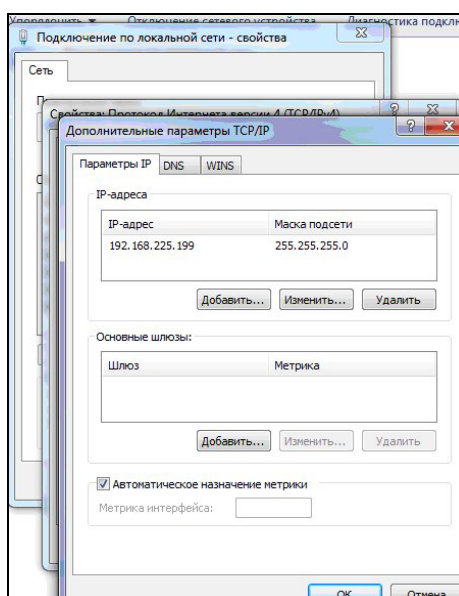 Упорядочить Отключение сетевого устройства Диагностика подклю
Подключение по локальной сети - свойства
Сеть
Свойства: Протокол Интернета версии 4 (TCP/IPv4)
Дополнительные параметры TCP/IP
Параметры IP DNS WINS
IP-адреса
IP-адрес Маска подсети
192.168.225.199 255.255.255.0
Добавить... Изменить... Удалить
Основные шлюзы:
Шлюз Метрика
Добавить... Изменить... Удалить
Автоматическое назначение метрики
Метрика интерфейса:
ОК Отмена